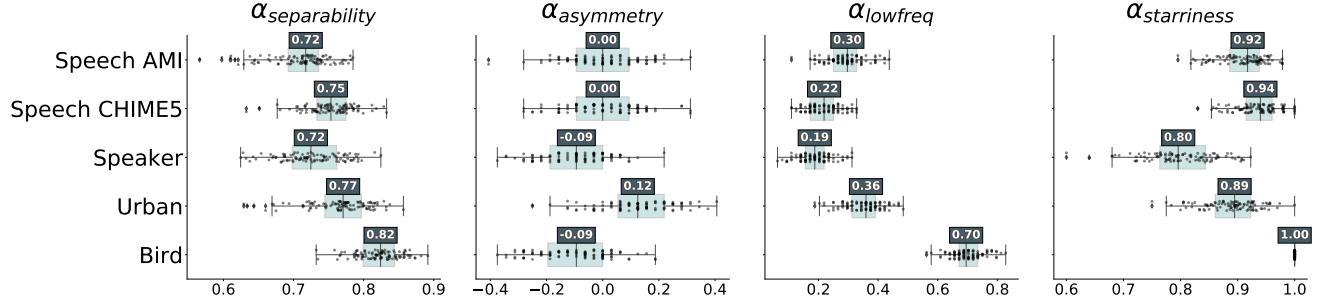 α_separability α_asymmetry α_lowfreq α_starriness
Speech AMI 0.72 0.00 0.30 0.92
Speech CHIME5 0.75 0.00 0.22 0.94
Speaker 0.72 -0.09 0.19 0.80
Urban 0.77 0.12 0.36 0.89
Bird 0.82 -0.09 0.70 1.00
0.6 0.7 0.8 0.9 −0.4 −0.2 0.0 0.2 0.4 0.2 0.4 0.6 0.8 0.6 0.7 0.8 0.9 1.0